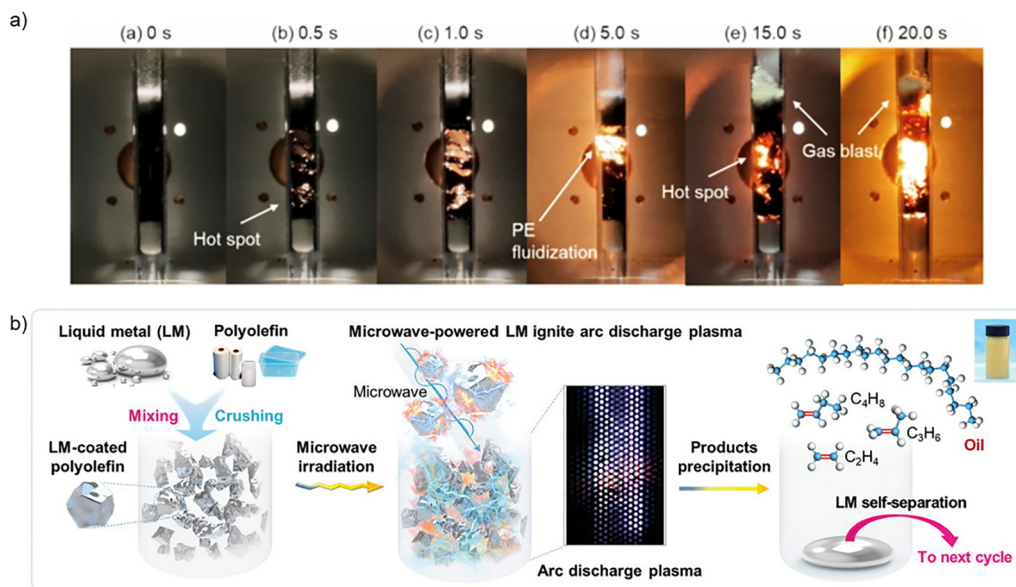 a)
(a) 0 s
(b) 0.5 s
(c) 1.0 s
(d) 5.0 s
(e) 15.0 s
(f) 20.0 s
Hot spot
PE
fluidization
Hot spot
Gas blast
b)
Liquid metal (LM)
Polyolefin
Mixing
Crushing
LM-coated
polyolefin
Microwave
irradiation
Microwave-powered LM ignite arc discharge plasma
Microwave
Arc discharge plasma
Products
precipitation
C4H8
C3H6
C2H4
Oil
LM self-separation
To next cycle